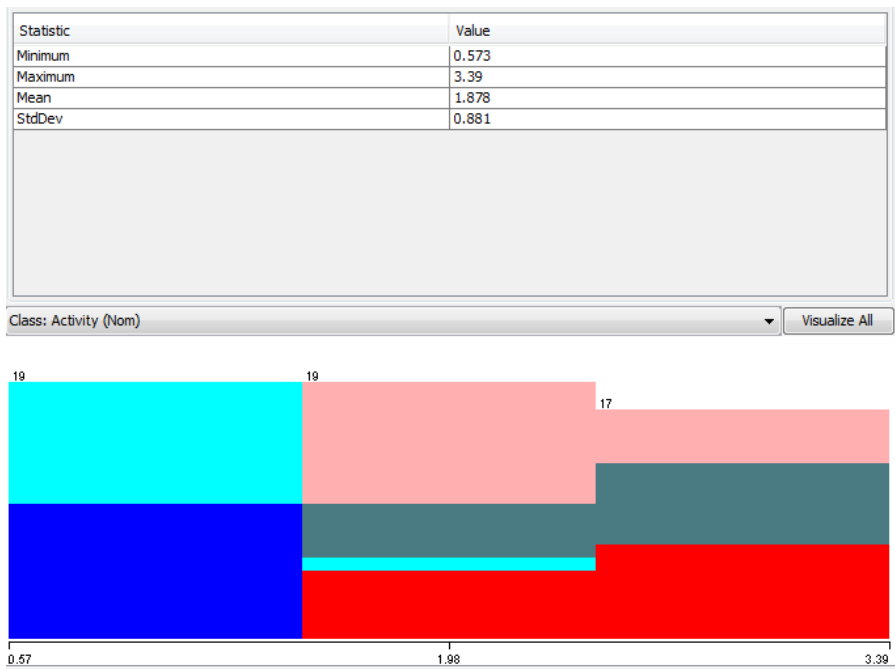 Statistic Value
Minimum 0.573
Maximum 3.39
Mean 1.878
StdDev 0.881
Class: Activity (Nom) Visualize All
19 19
17
0.57 1.98 3.39